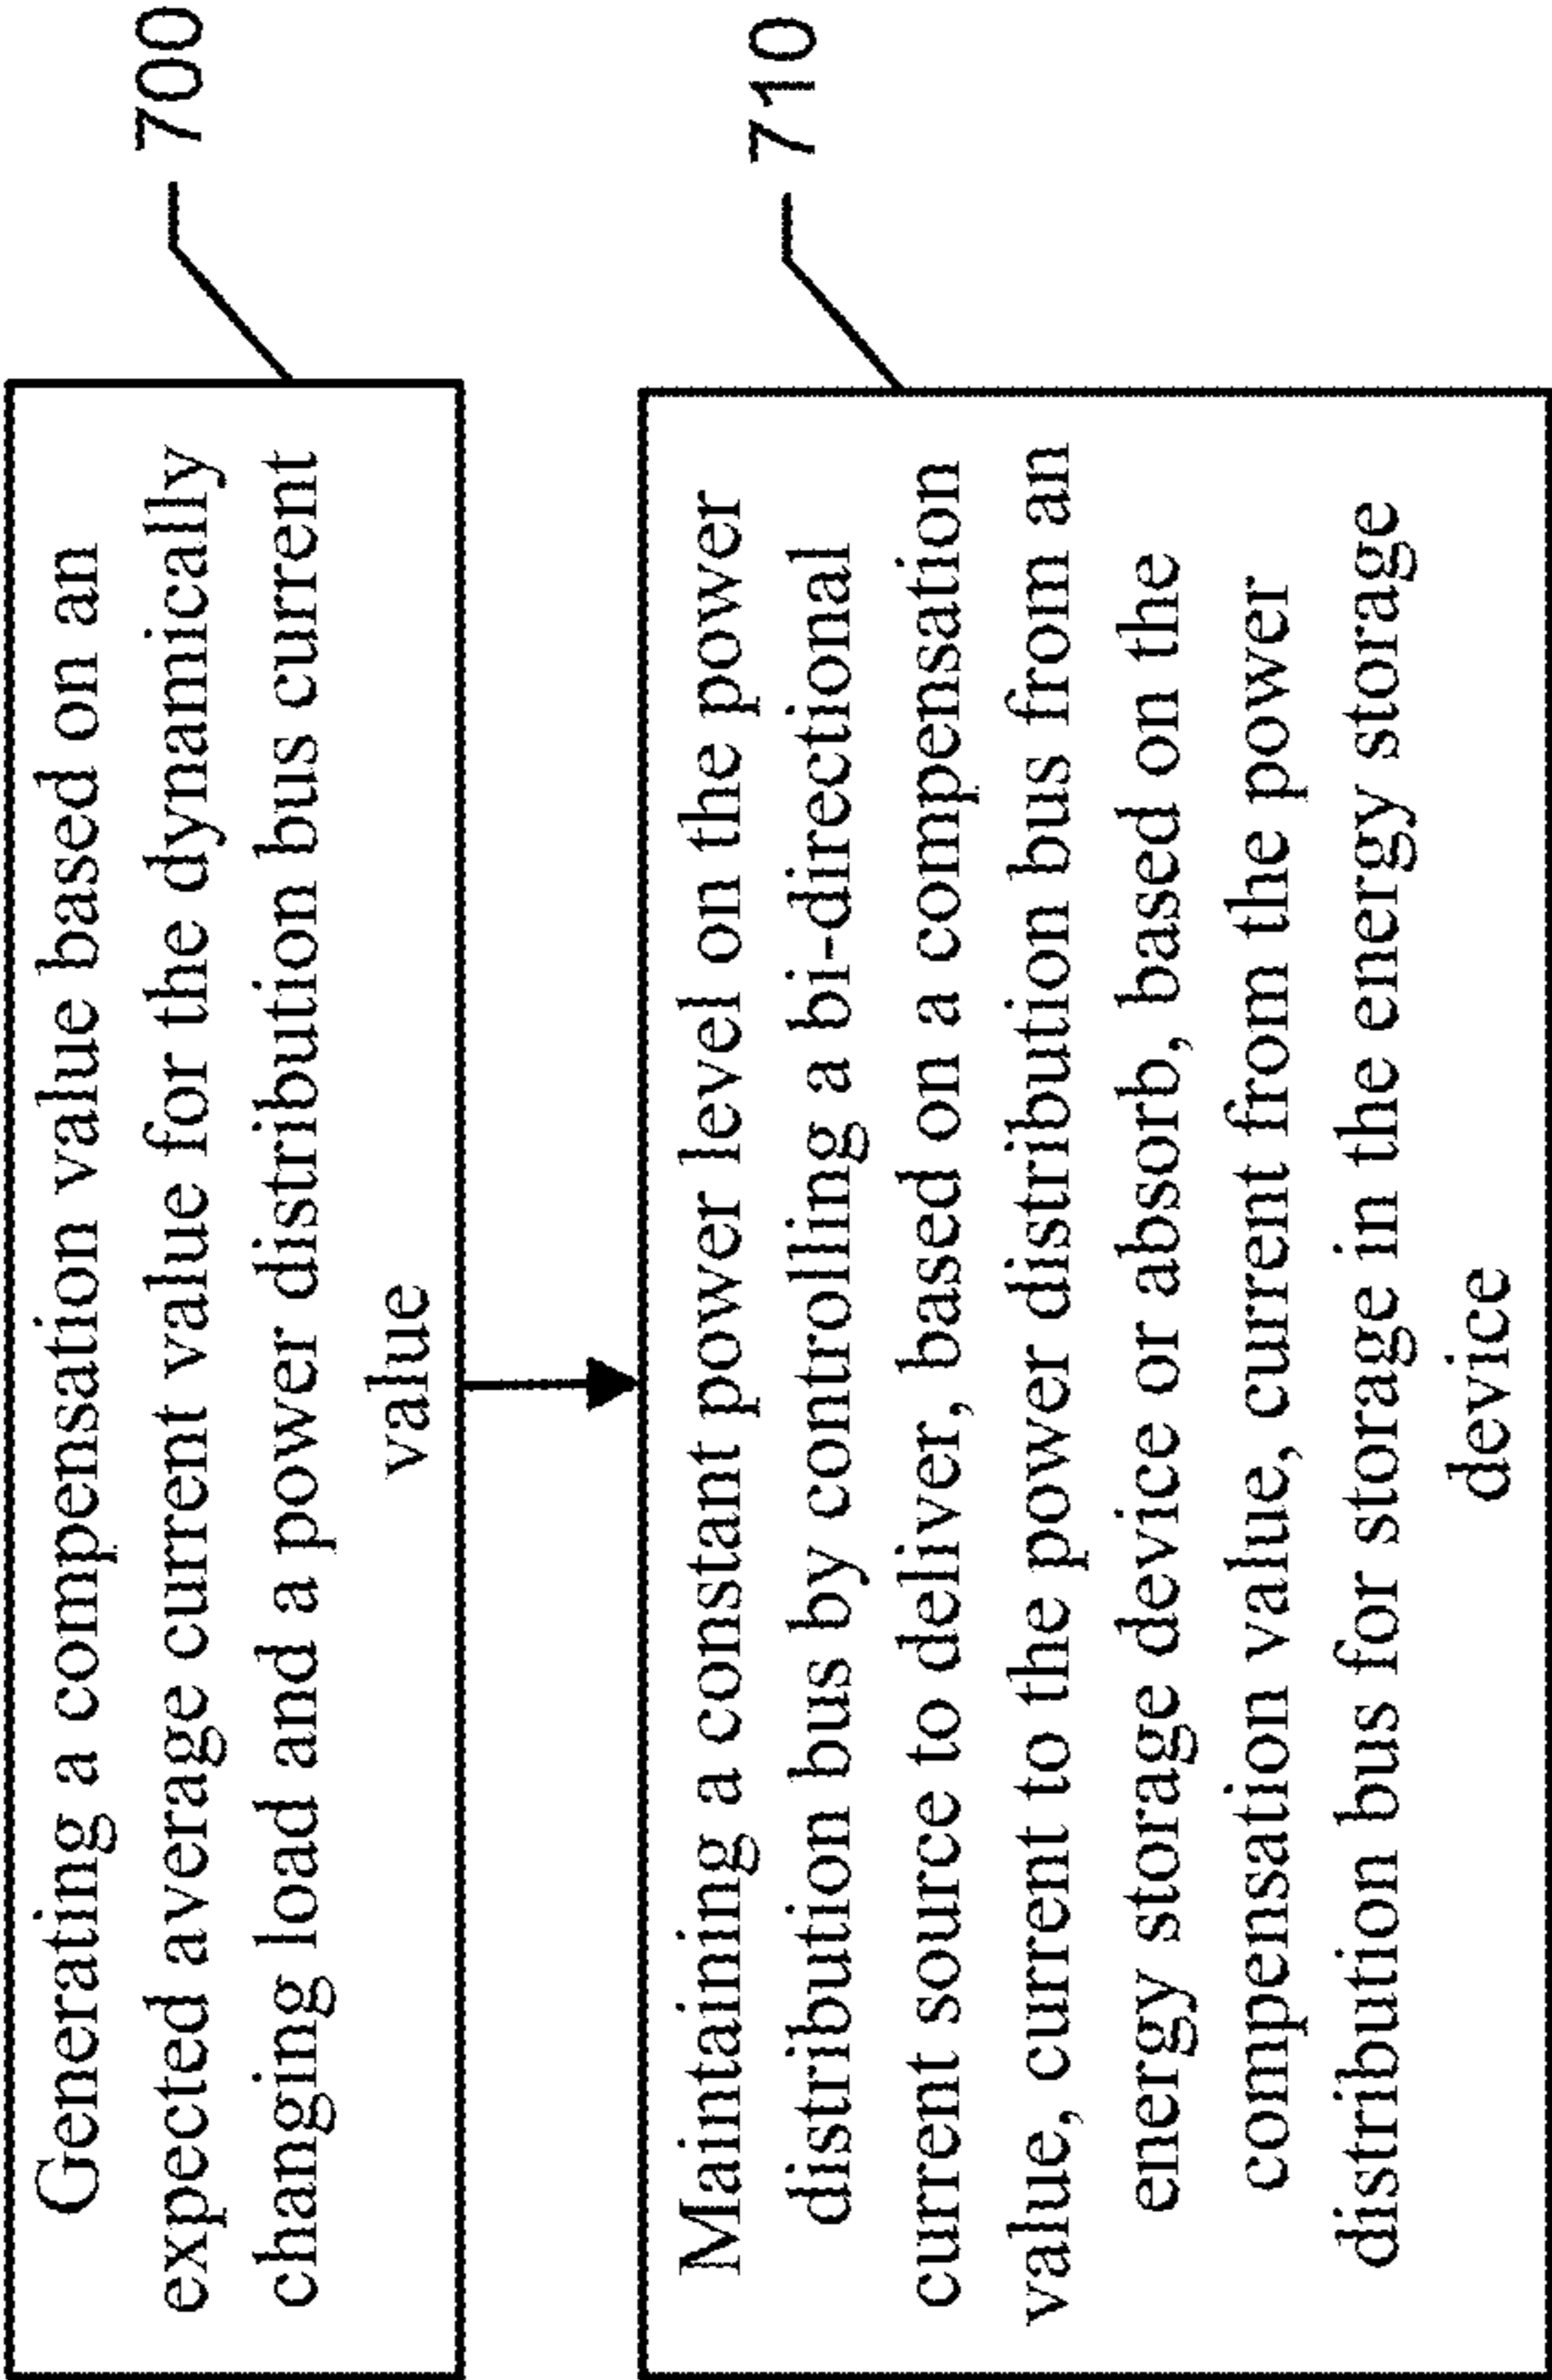 Generating a compensation value based on an
expected average current value for the dynamically
changing load and a power distribution bus current
value
700
Maintaining a constant power level on the power
distribution bus by controlling a bi-directional
current source to deliver, based on a compensation
value, current to the power distribution bus from an
energy storage device or absorb, based on the
compensation value, current from the power
distribution bus for storage in the energy storage
device
710